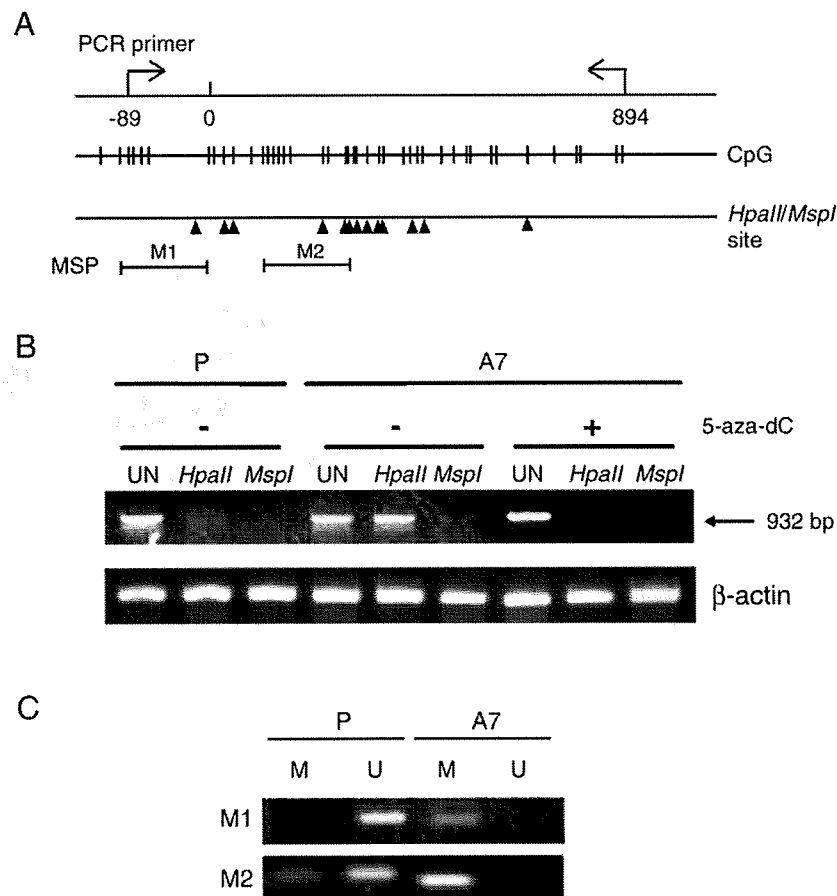 A
PCR primer
-89 0 894
CpG
HpaII/MspI
site
MSP M1 M2
B
P A7
- - + 5-aza-dC
UN HpaII MspI UN HpaII MspI UN HpaII MspI
932 bp
β-actin
C
P A7
M U M U
M1
M2